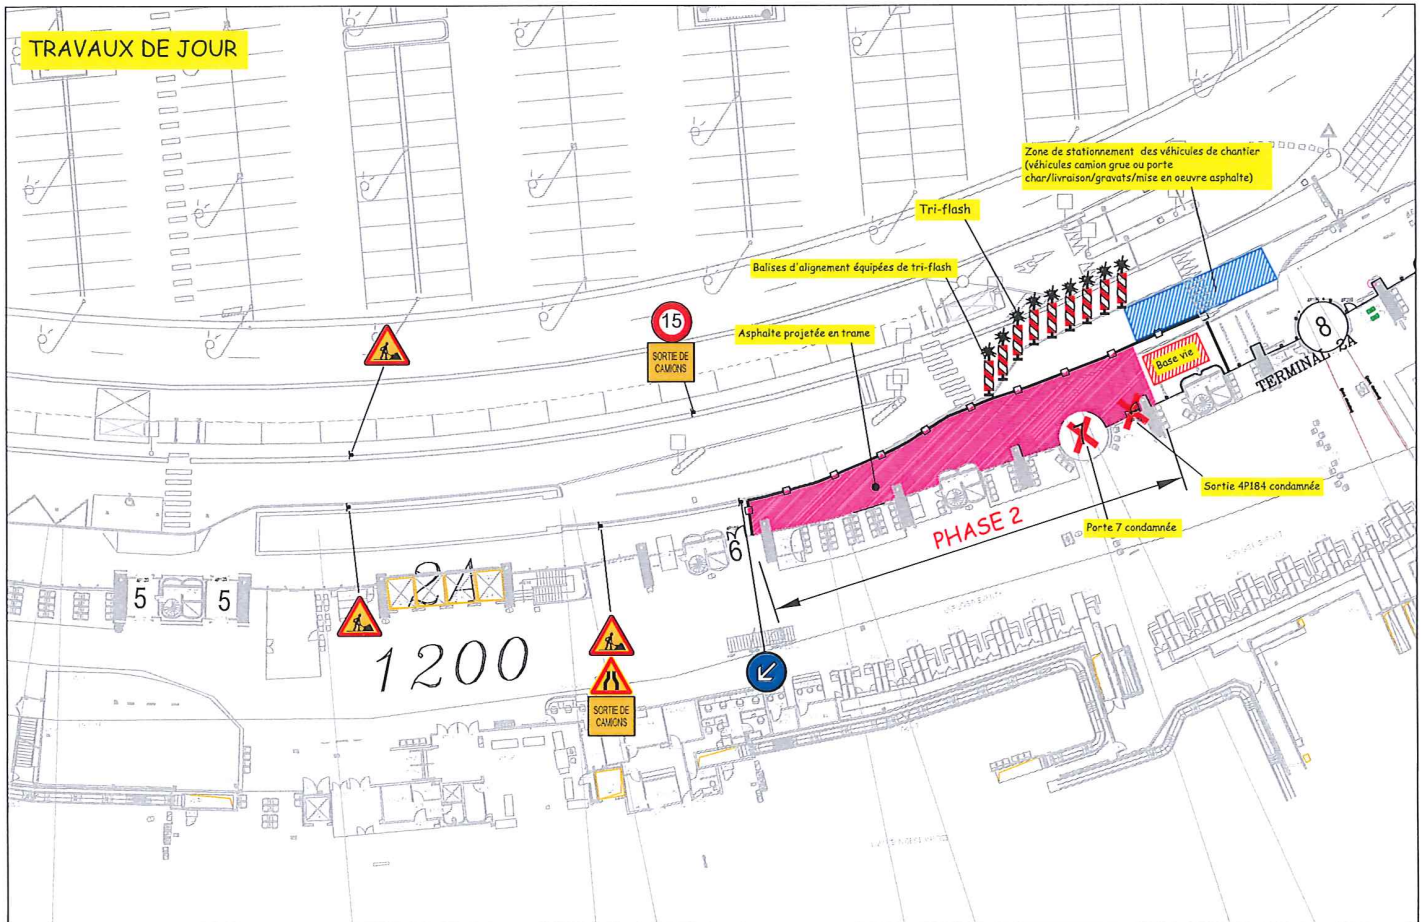 TRAVAUX DE JOUR
Zone de stationnement des véhicules de chantier
(véhicules camion grue ou porte
char/livraison/gravats/mise en oeuvre asphalte)
Tri-flash
Balises d'alignement équipées de tri-flash
15
SORTIE DE
CAMIONS
Asphalte projetée en trame
Base vie
8
TERMINAL 2A
7
Sortie 4P184 condamnée
Porte 7 condamnée
PHASE 2
6
5
5
2A
1200
SORTIE DE
CAMIONS